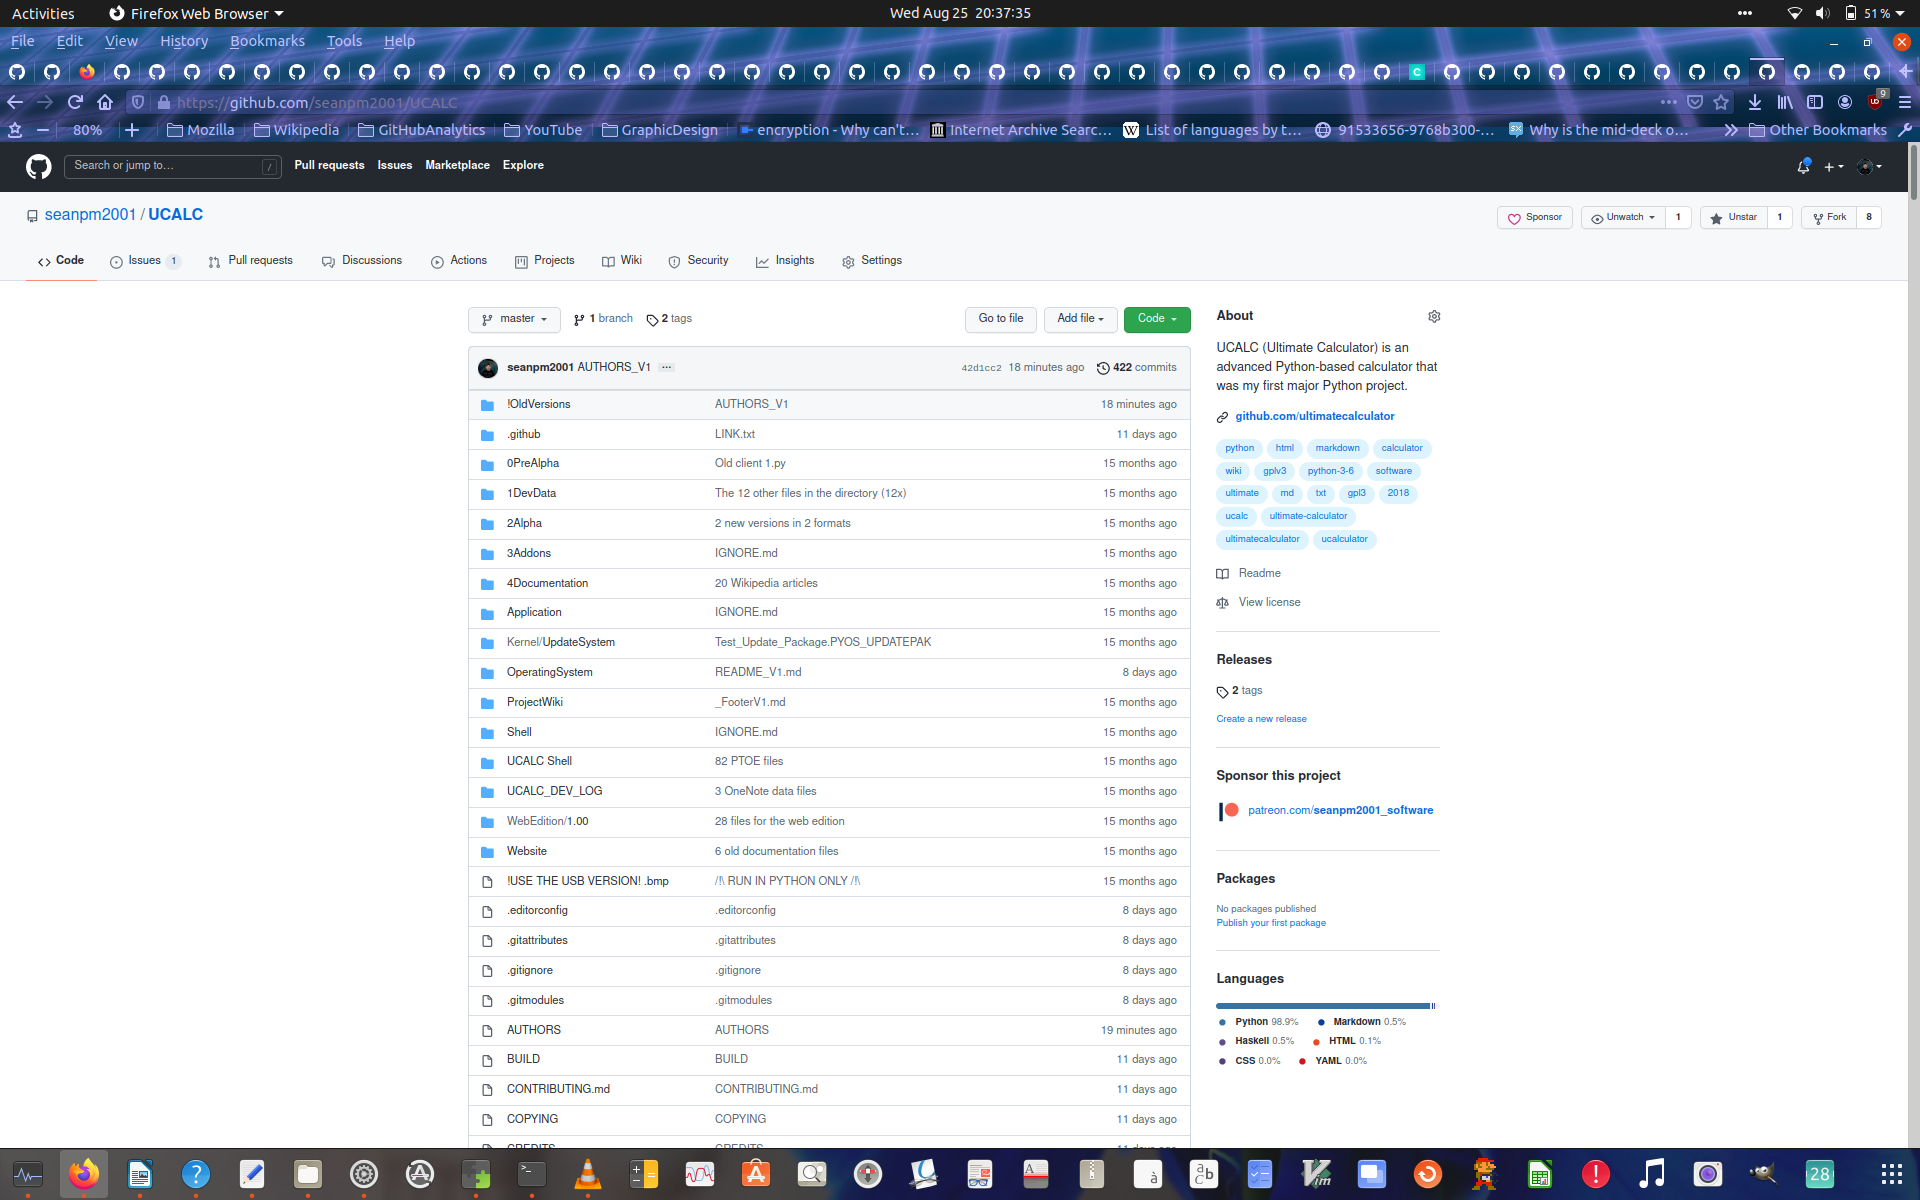 Activities Firefox Web Browser Wed Aug 25 20:37:35 51 %
File Edit View History Bookmarks Tools Help
https://github.com/seanpm2001/UCALC 9
80% Mozilla Wikipedia GitHubAnalytics YouTube GraphicDesign encryption - Why can't… Internet Archive Searc… List of languages by t… 91533656-9768b300-… Why is the mid-deck o… Other Bookmarks
Search or jump to… / Pull requests Issues Marketplace Explore
seanpm2001 / UCALC Sponsor Unwatch 1 Unstar 1 Fork 8
Code Issues 1 Pull requests Discussions Actions Projects Wiki Security Insights Settings
master 1 branch 2 tags Go to file Add file Code
seanpm2001 AUTHORS_V1 ... 42d1cc2 18 minutes ago 422 commits
!OldVersions AUTHORS_V1 18 minutes ago
.github LINK.txt 11 days ago
0PreAlpha Old client 1.py 15 months ago
1DevData The 12 other files in the directory (12x) 15 months ago
2Alpha 2 new versions in 2 formats 15 months ago
3Addons IGNORE.md 15 months ago
4Documentation 20 Wikipedia articles 15 months ago
Application IGNORE.md 15 months ago
Kernel/UpdateSystem Test_Update_Package.PYOS_UPDATEPAK 15 months ago
OperatingSystem README_V1.md 8 days ago
ProjectWiki _FooterV1.md 15 months ago
Shell IGNORE.md 15 months ago
UCALC Shell 82 PTOE files 15 months ago
UCALC_DEV_LOG 3 OneNote data files 15 months ago
WebEdition/1.00 28 files for the web edition 15 months ago
Website 6 old documentation files 15 months ago
!USE THE USB VERSION! .bmp /!\ RUN IN PYTHON ONLY /!\ 15 months ago
.editorconfig .editorconfig 8 days ago
.gitattributes .gitattributes 8 days ago
.gitignore .gitignore 8 days ago
.gitmodules .gitmodules 8 days ago
AUTHORS AUTHORS 19 minutes ago
BUILD BUILD 11 days ago
CONTRIBUTING.md CONTRIBUTING.md 11 days ago
COPYING COPYING 11 days ago
CREDITS CREDITS 11 days ago
About
UCALC (Ultimate Calculator) is an
advanced Python-based calculator that
was my first major Python project.
github.com/ultimatecalculator
python html markdown calculator
wiki gplv3 python-3-6 software
ultimate md txt gpl3 2018
ucalc ultimate-calculator
ultimatecalculator ucalculator
Readme
View license
Releases
2 tags
Create a new release
Sponsor this project
patreon.com/seanpm2001_software
Packages
No packages published
Publish your first package
Languages
Python 98.9% Markdown 0.5%
Haskell 0.5% HTML 0.1%
CSS 0.0% YAML 0.0%
28